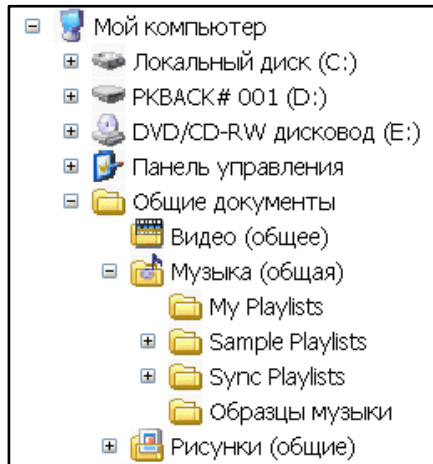 Мой компьютер
Локальный диск (C:)
PKBACK# 001 (D:)
DVD/CD-RW дисковод (E:)
Панель управления
Общие документы
Видео (общее)
Музыка (общая)
My Playlists
Sample Playlists
Sync Playlists
Образцы музыки
Рисунки (общие)